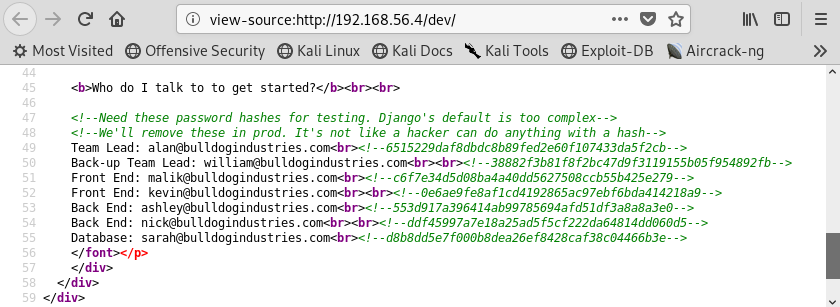 view-source:http://192.168.56.4/dev/
Most Visited Offensive Security Kali Linux Kali Docs Kali Tools Exploit-DB Aircrack-ng
44
45 <b>Who do I talk to to get started?</b><br><br>
46
47 <!--Need these password hashes for testing. Django's default is too complex-->
48 <!--We'll remove these in prod. It's not like a hacker can do anything with a hash-->
49 Team Lead: alan@bulldogindustries.com<br><!--6515229daf8dbdc8b89fed2e60f107433da5f2cb-->
50 Back-up Team Lead: william@bulldogindustries.com<br><br><!--38882f3b81f8f2bc47d9f3119155b05f954892fb-->
51 Front End: malik@bulldogindustries.com<br><!--c6f7e34d5d08ba4a40dd5627508ccb55b425e279-->
52 Front End: kevin@bulldogindustries.com<br><br><!--0e6ae9fe8af1cd4192865ac97ebf6bda414218a9-->
53 Back End: ashley@bulldogindustries.com<br><!--553d917a396414ab99785694afd51df3a8a8a3e0-->
54 Back End: nick@bulldogindustries.com<br><br><!--ddf45997a7e18a25ad5f5cf222da64814dd060d5-->
55 Database: sarah@bulldogindustries.com<br><!--d8b8dd5e7f000b8dea26ef8428caf38c04466b3e-->
56 </font></p>
57 </div>
58 </div>
59 </div>